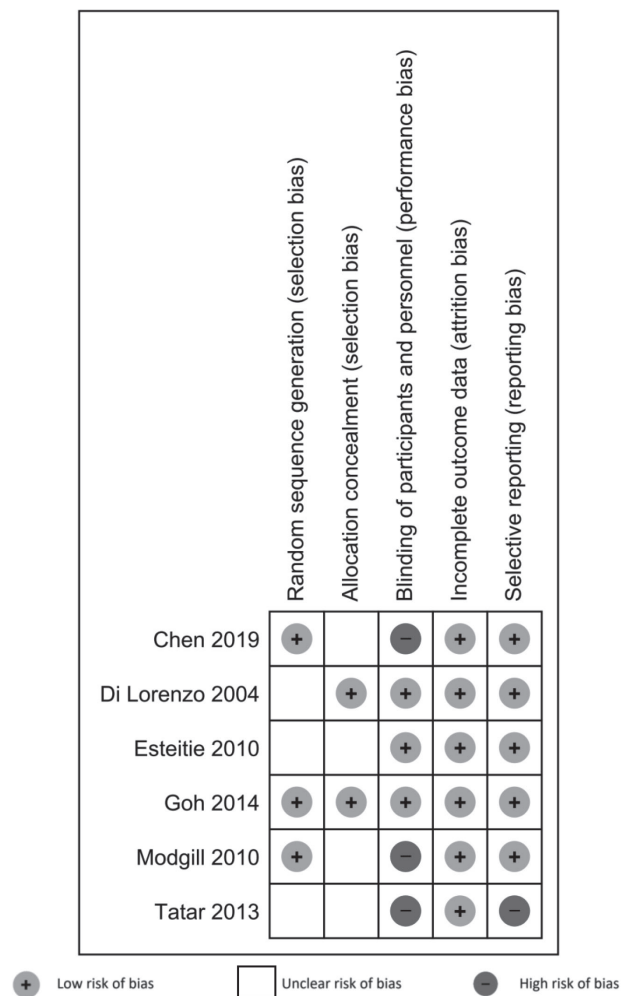 Random sequence generation (selection bias)
Allocation concealment (selection bias)
Blinding of participants and personnel (performance bias)
Incomplete outcome data (attrition bias)
Selective reporting (reporting bias)
Chen 2019 + − + +
Di Lorenzo 2004 + + + +
Esteitie 2010 + + +
Goh 2014 + + + + +
Modgill 2010 + − + +
Tatar 2013 − + −
+ Low risk of bias Unclear risk of bias − High risk of bias